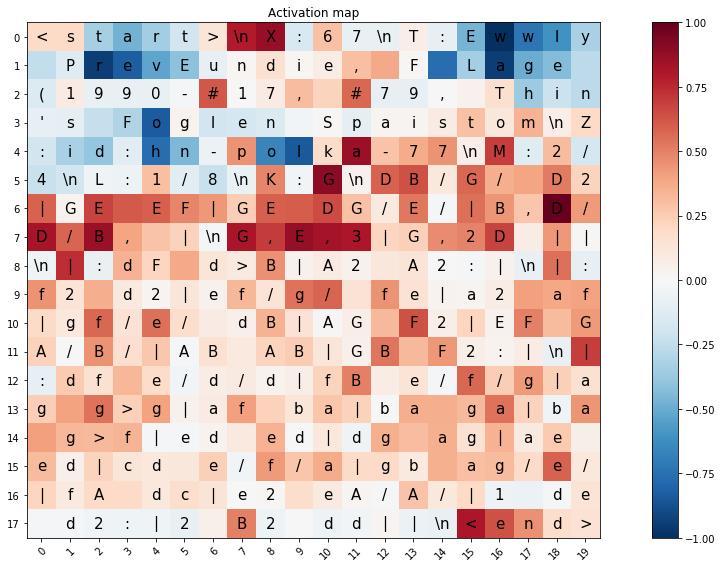 Activation map
0 < s t a r t > \n X : 6 7 \n T : E w w l y
1 P r e v E u n d i e , F L a g e
2 ( 1 9 9 0 - # 1 7 , # 7 9 , T h i n
3 ' s F o g l e n S p a i s t o m \n Z
4 : i d : h n - p o l k a - 7 7 \n M : 2 /
5 4 \n L : 1 / 8 \n K : G \n D B / G / D 2
6 | G E E F | G E D G / E / | B , D /
7 D / B , | \n G , E , 3 | G , 2 D | |
8 \n | : d F d > B | A 2 A 2 : | \n | :
9 f 2 d 2 | e f / g / f e | a 2 a f
10 | g f / e / d B | A G F 2 | E F G
11 A / B / | A B A B | G B F 2 : | \n |
12 : d f e / d / d | f B e / f / g | a
13 g g > g | a f b a | b a g a | b a
14 g > f | e d e d | d g a g | a e
15 e d | c d e / f / a | g b a g / e /
16 | f A d c | e 2 e A / A / | 1 d e
17 d 2 : | 2 B 2 d d | | \n < e n d >
0 1 2 3 4 5 6 7 8 9 10 11 12 13 14 15 16 17 18 19
1.00
0.75
0.50
0.25
0.00
-0.25
-0.50
-0.75
-1.00